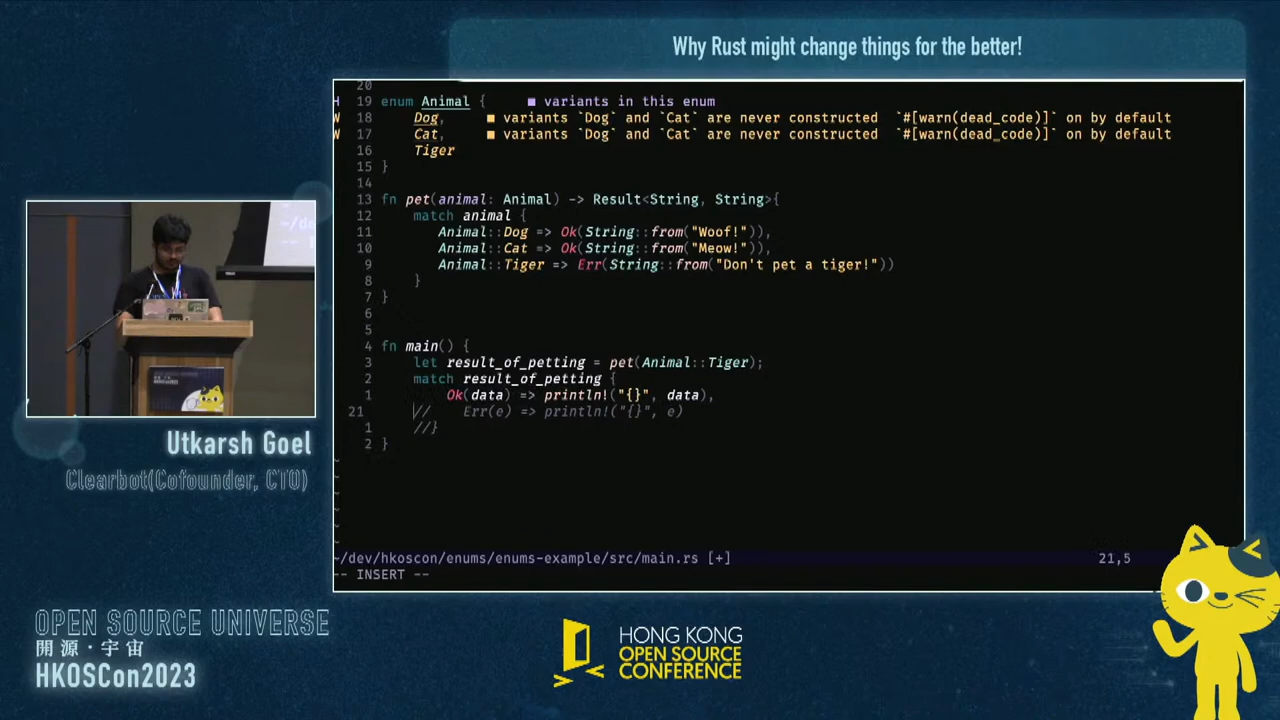 Why Rust might change things for the better!
20
H 19 enum Animal { ■ variants in this enum
W 18 Dog, ■ variants `Dog` and `Cat` are never constructed `#[warn(dead_code)]` on by default
W 17 Cat, ■ variants `Dog` and `Cat` are never constructed `#[warn(dead_code)]` on by default
16 Tiger
15 }
14
13 fn pet(animal: Animal) -> Result<String, String>{
12 match animal {
11 Animal::Dog => Ok(String::from("Woof!")),
10 Animal::Cat => Ok(String::from("Meow!")),
9 Animal::Tiger => Err(String::from("Don't pet a tiger!"))
8 }
7 }
6
5
4 fn main() {
3 let result_of_petting = pet(Animal::Tiger);
2 match result_of_petting {
1 Ok(data) => println!("{}", data),
21 // Err(e) => println!("{}", e)
1 //}
2 }
~
~
~
~
~
~
~/dev/hkoscon/enums/enums-example/src/main.rs [+] 21,5
-- INSERT --
Utkarsh Goel
Clearbot(Cofounder, CTO)
OPEN SOURCE UNIVERSE
開源·宇宙
HKOSCon2023
HONG KONG
OPEN SOURCE
CONFERENCE